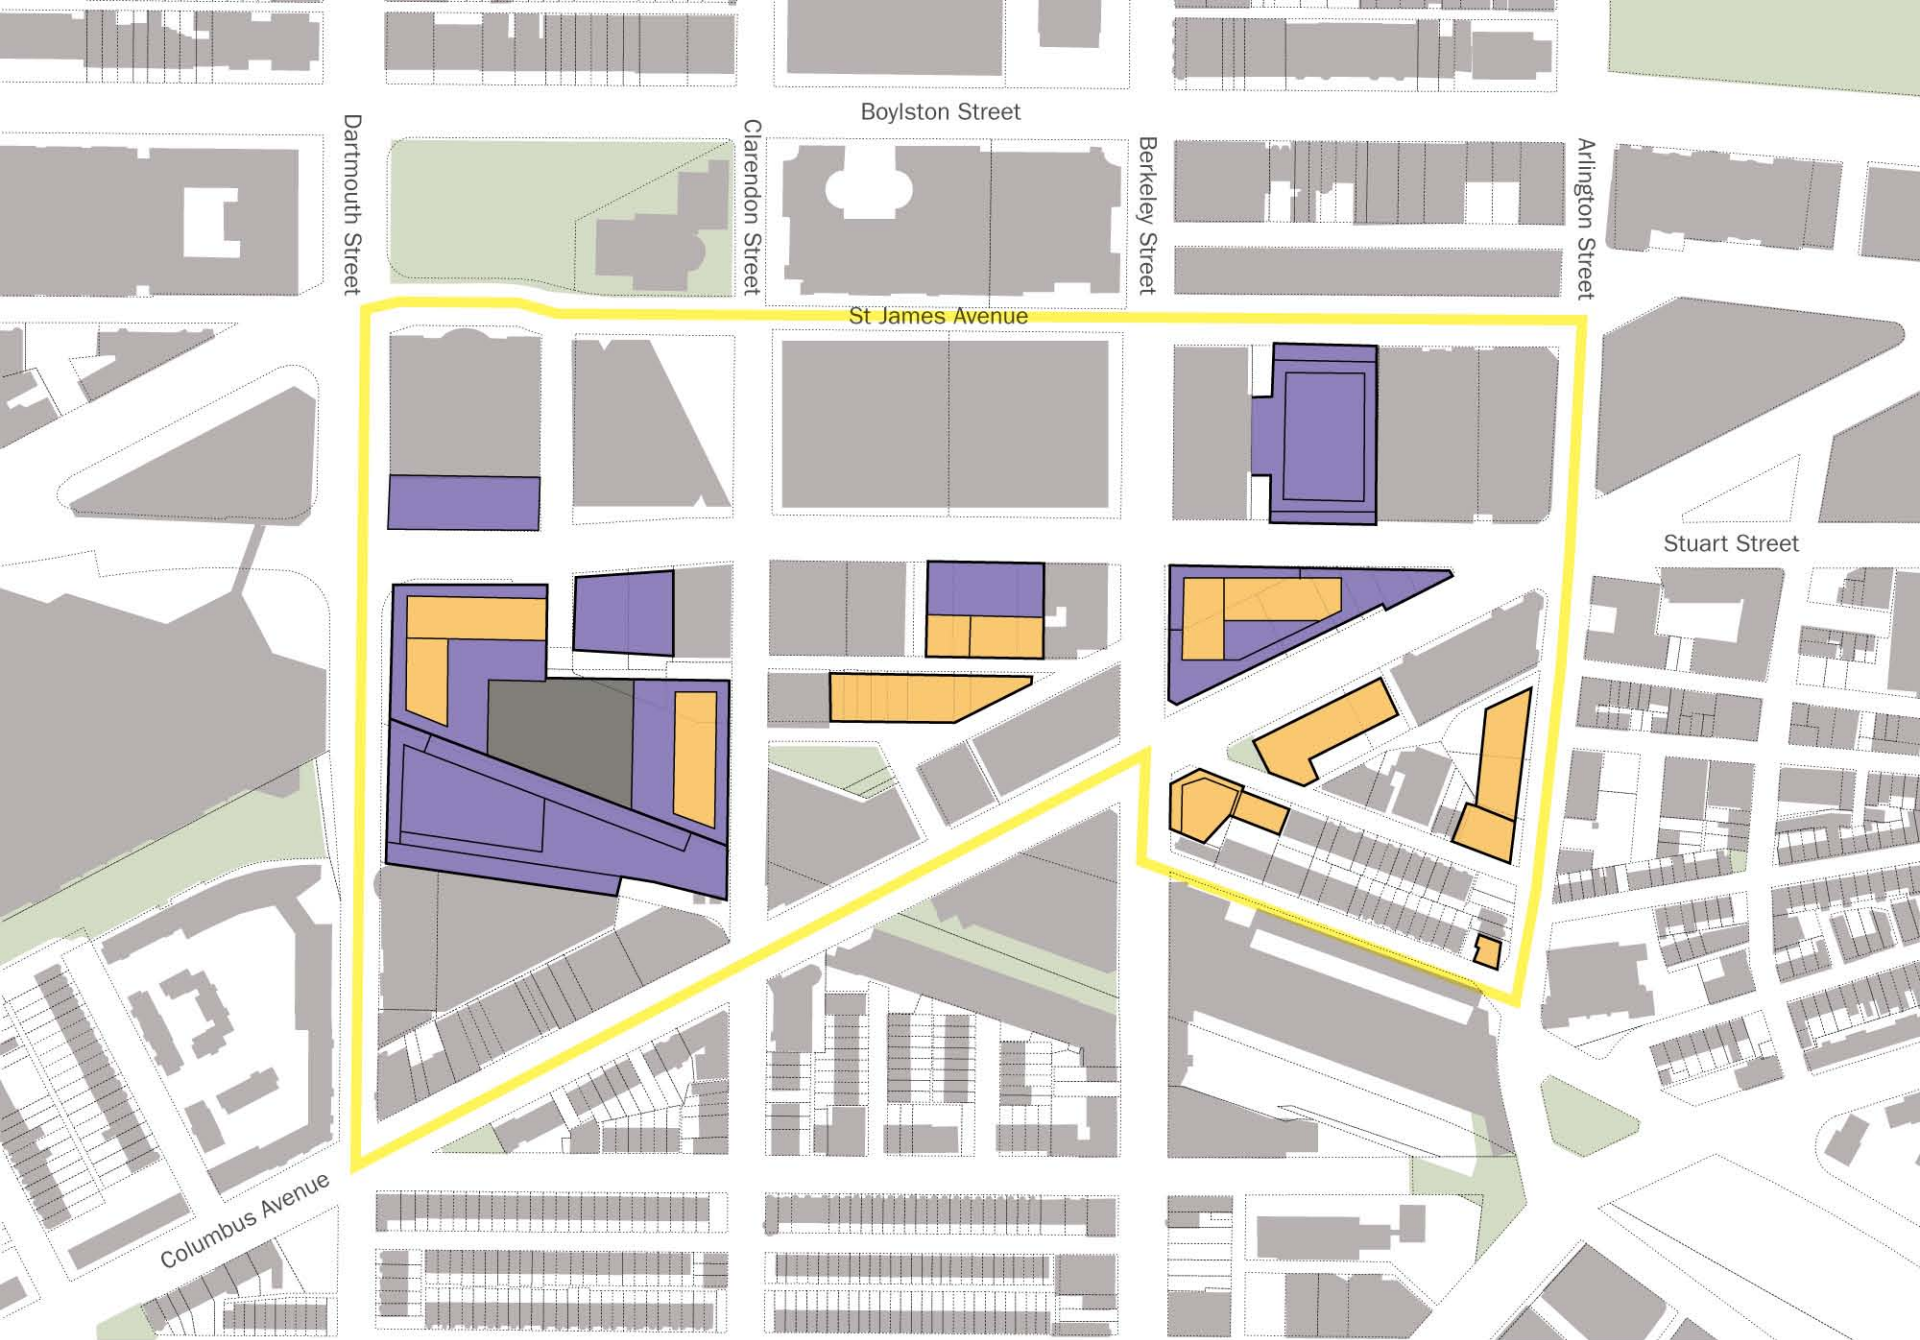 Boylston Street
Dartmouth Street
Clarendon Street
Berkeley Street
Arlington Street
St James Avenue
Stuart Street
Columbus Avenue